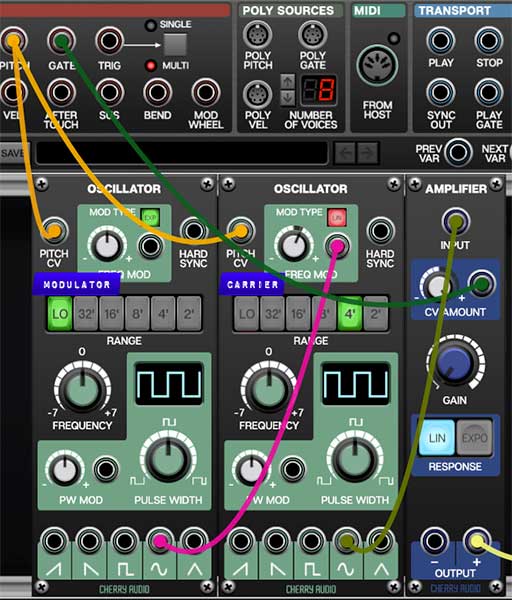 SINGLE
MULTI
PITCH GATE TRIG
VEL AFTER TOUCH SUS BEND MOD WHEEL
POLY SOURCES
POLY PITCH POLY GATE
POLY VEL 8 NUMBER OF VOICES
MIDI
FROM HOST
TRANSPORT
PLAY STOP
SYNC OUT PLAY GATE
SAVE
PREV VAR NEXT VAR
OSCILLATOR
MOD TYPE EXP
PITCH CV
- +
FREQ MOD
HARD SYNC
MODULATOR
LO 32' 16' 8' 4' 2'
RANGE
0
-7 +7
FREQUENCY
- +
PW MOD
PULSE WIDTH
CHERRY AUDIO
OSCILLATOR
MOD TYPE LIN
PITCH CV
- +
FREQ MOD
HARD SYNC
CARRIER
LO 32' 16' 8' 4' 2'
RANGE
0
-7 +7
FREQUENCY
- +
PW MOD
PULSE WIDTH
CHERRY AUDIO
AMPLIFIER
INPUT
- +
CV AMOUNT
GAIN
LIN EXPO
RESPONSE
- +
OUTPUT
CHERRY AUDIO